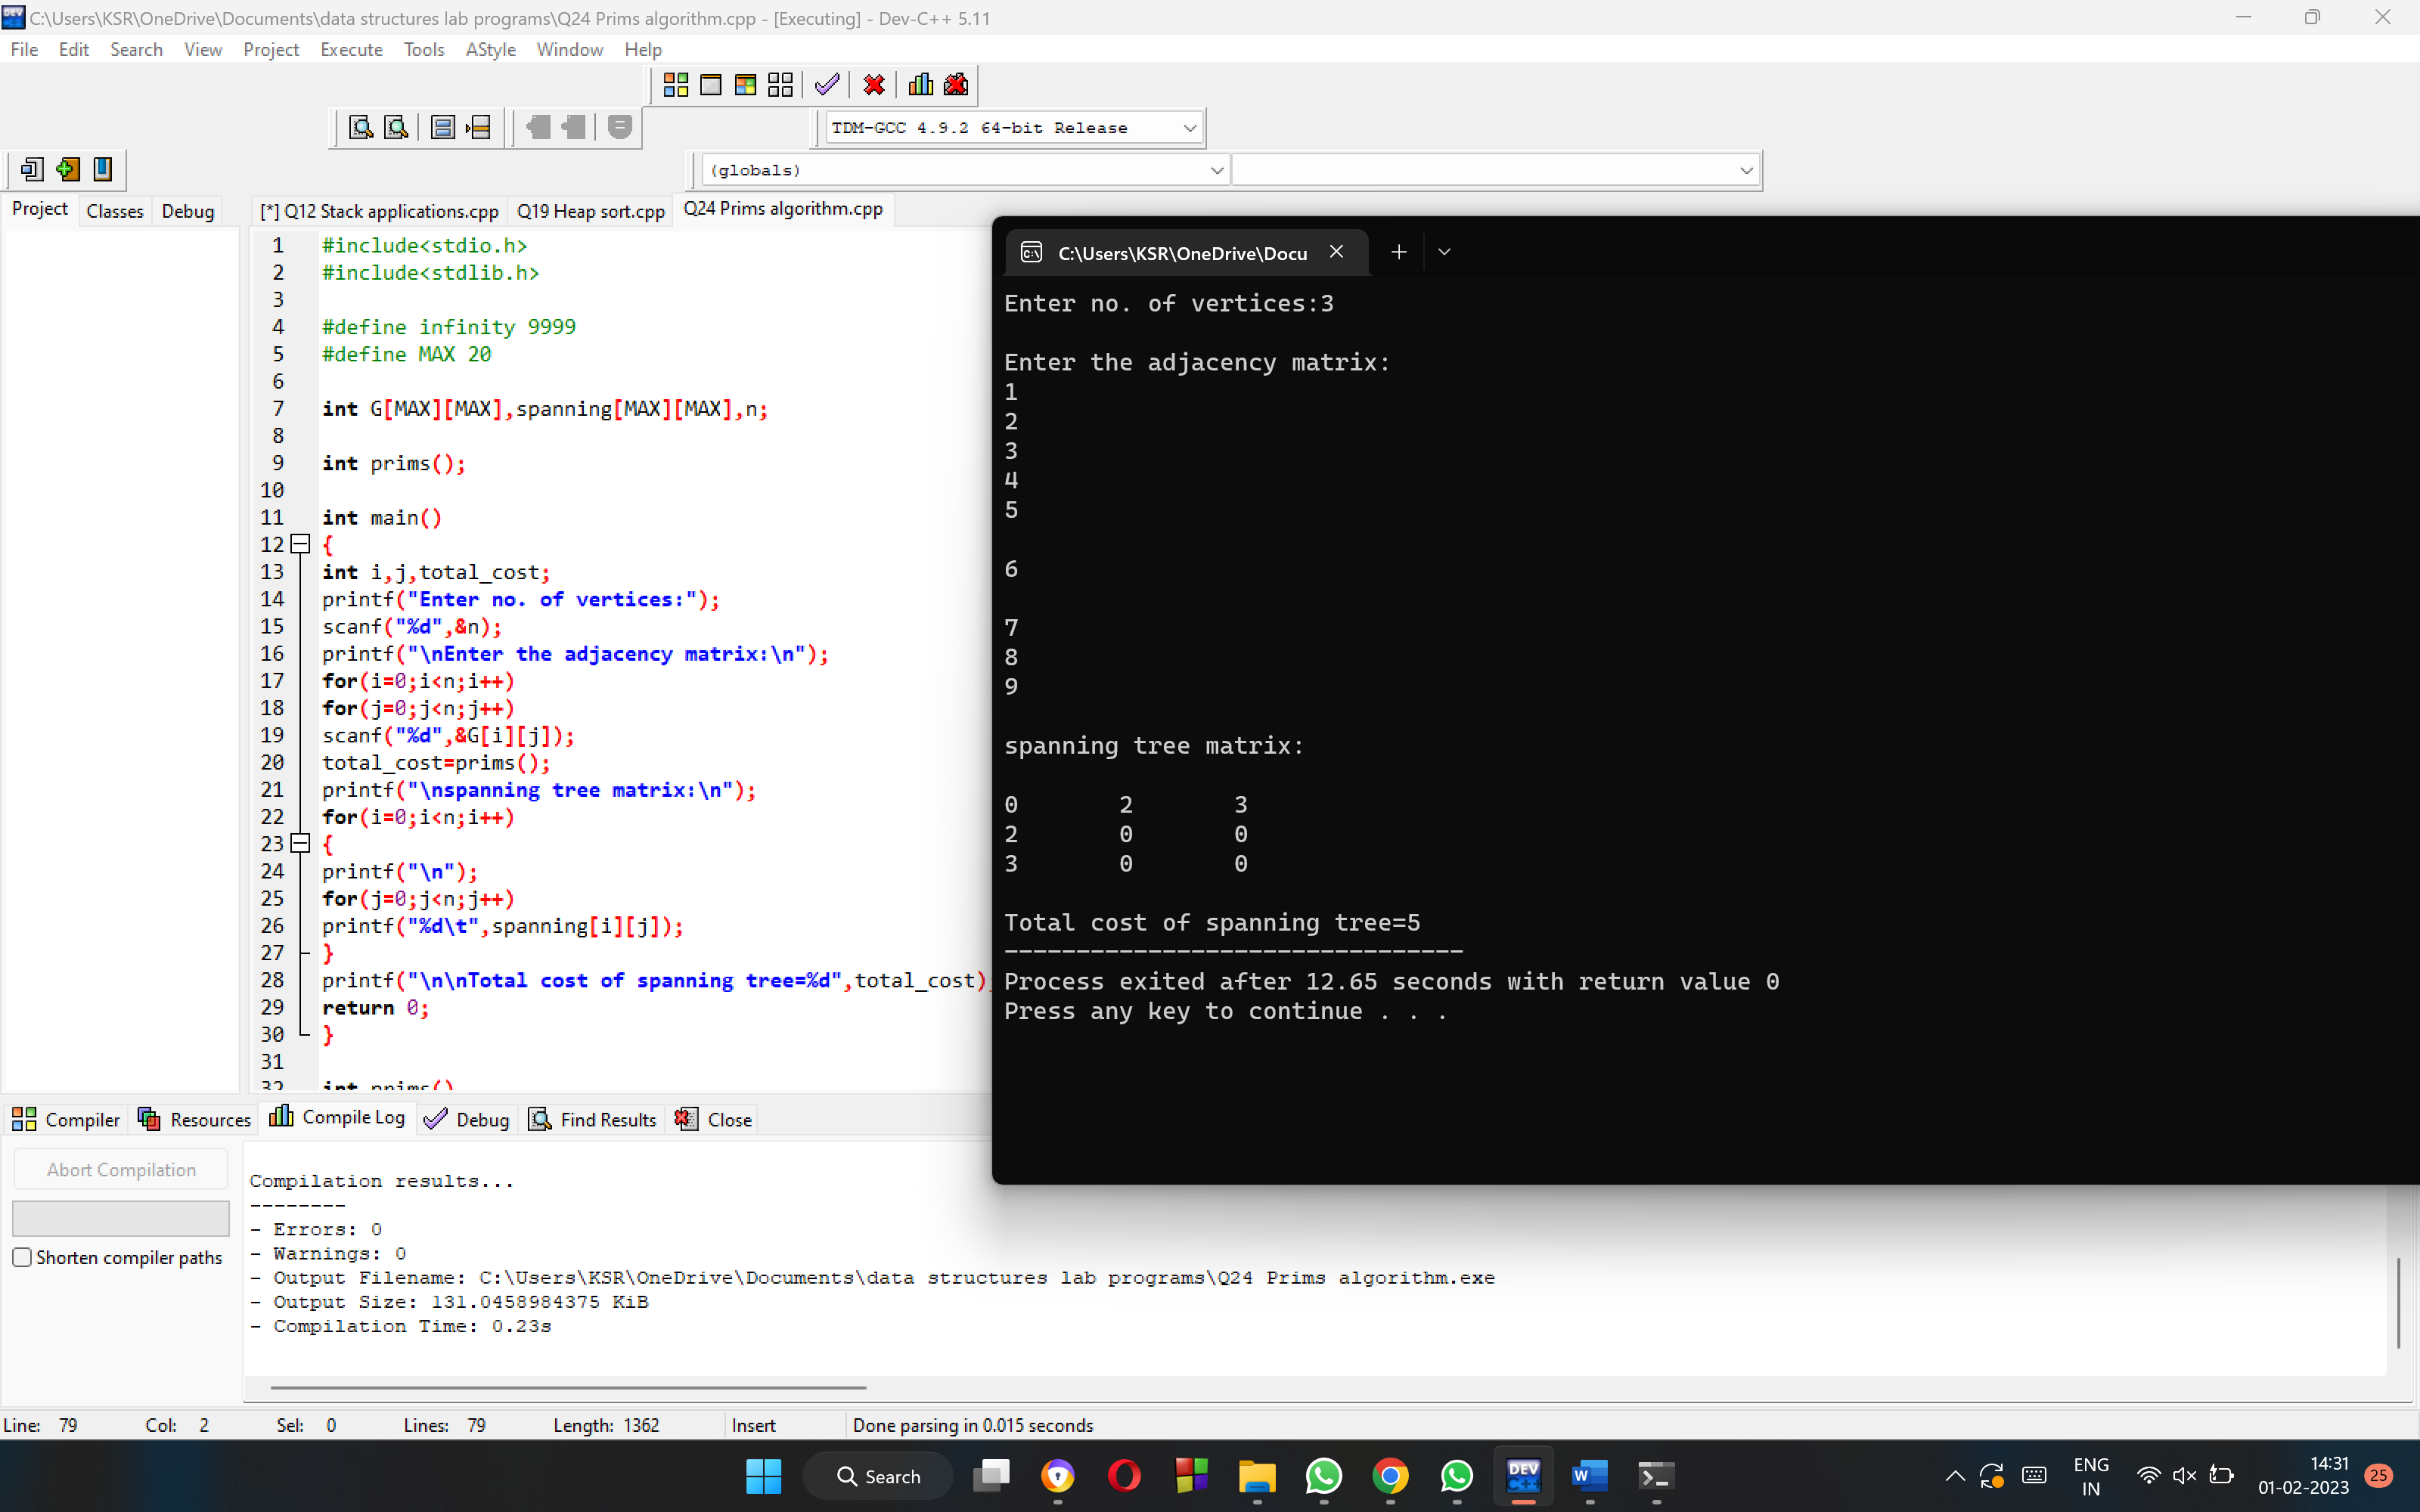 C:\Users\KSR\OneDrive\Documents\data structures lab programs\Q24 Prims algorithm.cpp - [Executing] - Dev-C++ 5.11
File Edit Search View Project Execute Tools AStyle Window Help
TDM-GCC 4.9.2 64-bit Release
(globals)
Project Classes Debug
[*] Q12 Stack applications.cpp Q19 Heap sort.cpp Q24 Prims algorithm.cpp
1 #include<stdio.h>
2 #include<stdlib.h>
3
4 #define infinity 9999
5 #define MAX 20
6
7 int G[MAX][MAX],spanning[MAX][MAX],n;
8
9 int prims();
10
11 int main()
12 {
13 int i,j,total_cost;
14 printf("Enter no. of vertices:");
15 scanf("%d",&n);
16 printf("\nEnter the adjacency matrix:\n");
17 for(i=0;i<n;i++)
18 for(j=0;j<n;j++)
19 scanf("%d",&G[i][j]);
20 total_cost=prims();
21 printf("\nspanning tree matrix:\n");
22 for(i=0;i<n;i++)
23 {
24 printf("\n");
25 for(j=0;j<n;j++)
26 printf("%d\t",spanning[i][j]);
27 }
28 printf("\n\nTotal cost of spanning tree=%d",total_cost)
29 return 0;
30 }
31
32 int prims()
C:\Users\KSR\OneDrive\Docu
Enter no. of vertices:3
Enter the adjacency matrix:
1
2
3
4
5
6
7
8
9
spanning tree matrix:
0 2 3
2 0 0
3 0 0
Total cost of spanning tree=5
--------------------------------
Process exited after 12.65 seconds with return value 0
Press any key to continue . . .
Compiler Resources Compile Log Debug Find Results Close
Abort Compilation
Shorten compiler paths
Compilation results...
--------
- Errors: 0
- Warnings: 0
- Output Filename: C:\Users\KSR\OneDrive\Documents\data structures lab programs\Q24 Prims algorithm.exe
- Output Size: 131.0458984375 KiB
- Compilation Time: 0.23s
Line: 79 Col: 2 Sel: 0 Lines: 79 Length: 1362 Insert Done parsing in 0.015 seconds
Search
DEV C++
W
ENG
IN
14:31
01-02-2023
25